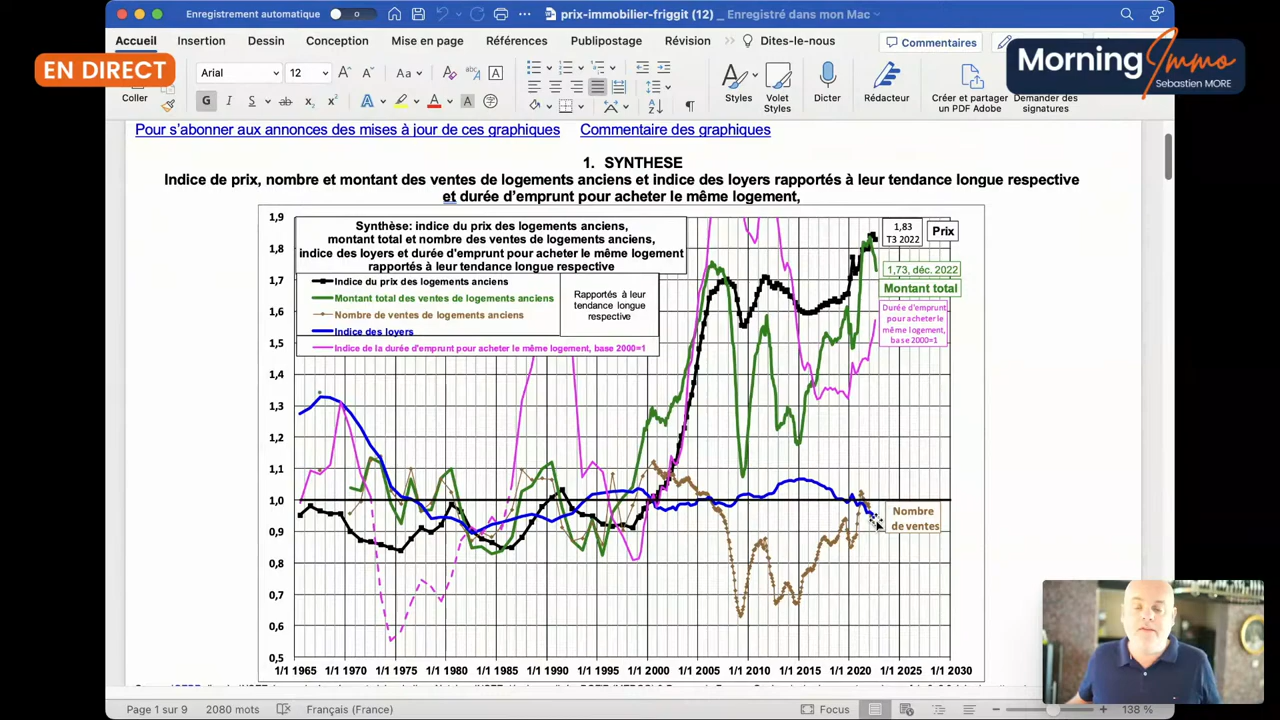 Enregistrement automatique
prix-immobilier-friggit (12) _ Enregistré dans mon Mac
EN DIRECT
Morning Immo
Sebastien MORE
Accueil Insertion Dessin Conception Mise en page Références Publipostage Révision Dites-le-nous Commentaires
Coller
Arial 12
Styles
Volet Styles
Dicter
Rédacteur
Créer et partager un PDF Adobe
Demander des signatures
Pour s'abonner aux annonces des mises à jour de ces graphiques Commentaire des graphiques
1. SYNTHESE
Indice de prix, nombre et montant des ventes de logements anciens et indice des loyers rapportés à leur tendance longue respective
et durée d'emprunt pour acheter le même logement,
Synthèse: indice du prix des logements anciens,
montant total et nombre des ventes de logements anciens,
indice des loyers et durée d'emprunt pour acheter le même logement
rapportés à leur tendance longue respective
Indice du prix des logements anciens
Montant total des ventes de logements anciens
Nombre de ventes de logements anciens
Indice des loyers
Indice de la durée d'emprunt pour acheter le même logement, base 2000=1
Rapportés à leur
tendance longue
respective
1,83
T3 2022
Prix
1,73, déc. 2022
Montant total
Durée d'emprunt
pour acheter le
même logement,
base 2000=1
Nombre
de ventes
1,9
1,8
1,7
1,6
1,5
1,4
1,3
1,2
1,1
1,0
0,9
0,8
0,7
0,6
0,5
1/1 1965 1/1 1970 1/1 1975 1/1 1980 1/1 1985 1/1 1990 1/1 1995 1/1 2000 1/1 2005 1/1 2010 1/1 2015 1/1 2020 1/1 2025 1/1 2030
Page 1 sur 9 2080 mots Français (France) Focus 138 %